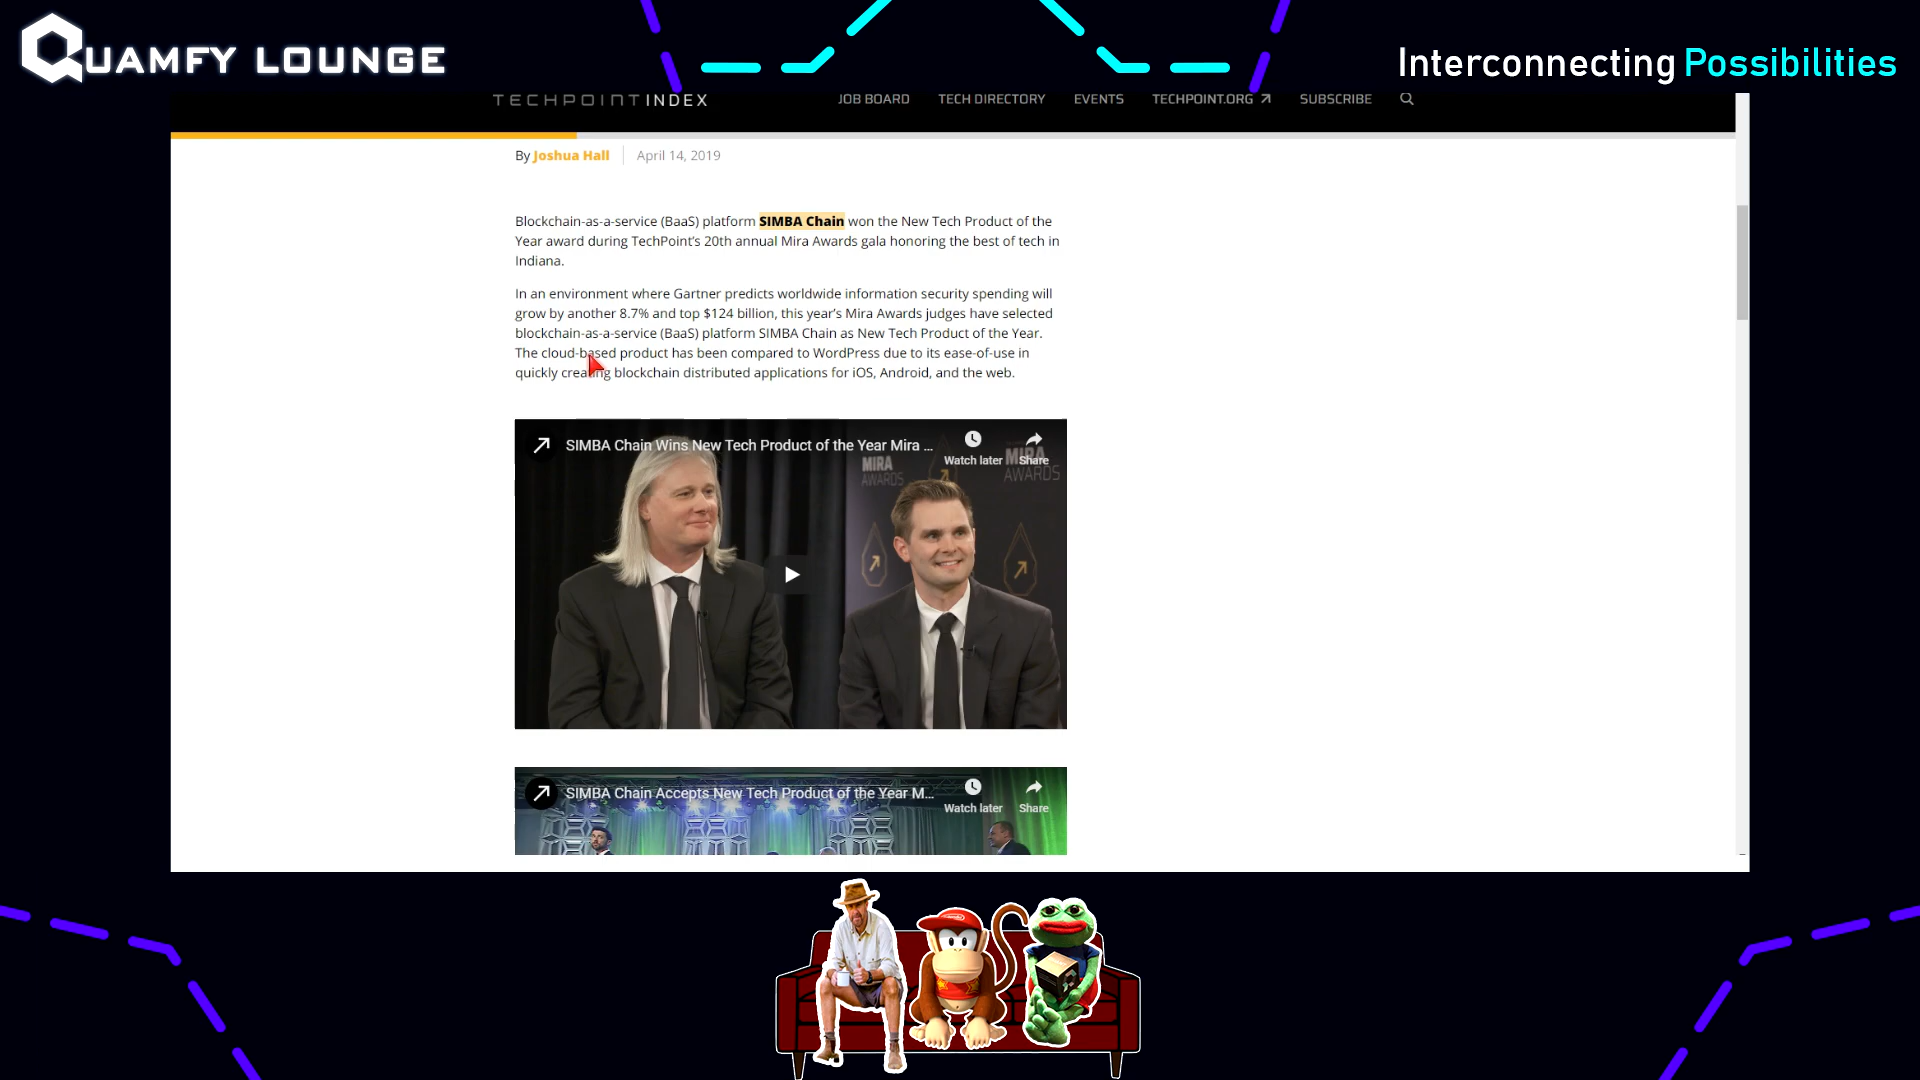 QUAMFY LOUNGE
Interconnecting Possibilities
TECHPOINT INDEX
JOB BOARD TECH DIRECTORY EVENTS TECHPOINT.ORG SUBSCRIBE
By Joshua Hall April 14, 2019
Blockchain-as-a-service (BaaS) platform SIMBA Chain won the New Tech Product of the
Year award during TechPoint's 20th annual Mira Awards gala honoring the best of tech in
Indiana.
In an environment where Gartner predicts worldwide information security spending will
grow by another 8.7% and top $124 billion, this year's Mira Awards judges have selected
blockchain-as-a-service (BaaS) platform SIMBA Chain as New Tech Product of the Year.
The cloud-based product has been compared to WordPress due to its ease-of-use in
quickly creating blockchain distributed applications for iOS, Android, and the web.
SIMBA Chain Wins New Tech Product of the Year Mira ...
Watch later Share
MIRA AWARDS
MIRA AWARDS
SIMBA Chain Accepts New Tech Product of the Year M...
Watch later Share